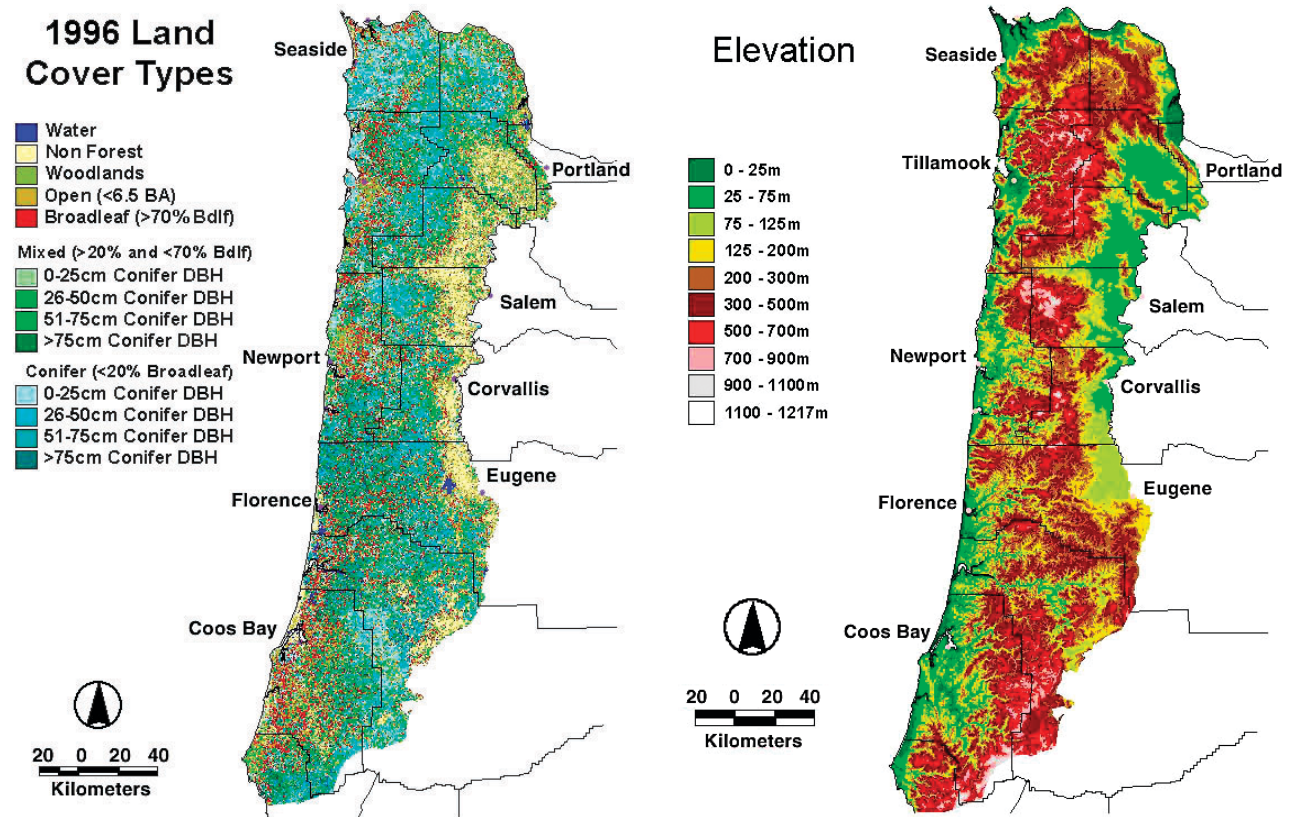 1996 Land
Cover Types
Water
Non Forest
Woodlands
Open (<6.5 BA)
Broadleaf (>70% Bdlf)
Mixed (>20% and <70% Bdlf)
0-25cm Conifer DBH
26-50cm Conifer DBH
51-75cm Conifer DBH
>75cm Conifer DBH
Conifer (<20% Broadleaf)
0-25cm Conifer DBH
26-50cm Conifer DBH
51-75cm Conifer DBH
>75cm Conifer DBH
Seaside
Portland
Salem
Newport
Corvallis
Eugene
Florence
Coos Bay
20 0 20 40
Kilometers
Elevation
0 - 25m
25 - 75m
75 - 125m
125 - 200m
200 - 300m
300 - 500m
500 - 700m
700 - 900m
900 - 1100m
1100 - 1217m
Seaside
Tillamook
Portland
Salem
Newport
Corvallis
Eugene
Florence
Coos Bay
20 0 20 40
Kilometers